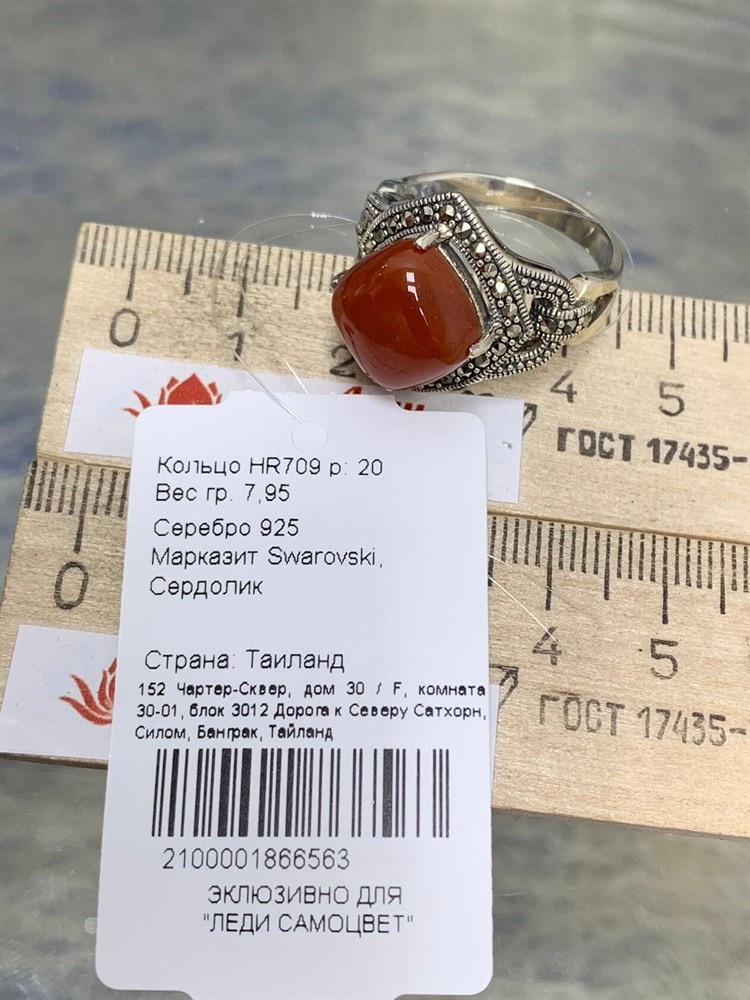 0 1 2 4 5
ГОСТ 17435-
Кольцо HR709 р: 20
Вес гр. 7,95
Серебро 925
Марказит Swarovski,
Сердолик
0 4 5
ГОСТ 17435-
Страна: Таиланд
152 Чартер-Сквер, дом 30 / F, комната
30-01, блок 3012 Дорога к Северу Сатхорн,
Силом, Банграк, Тайланд
2100001866563
ЭКЛЮЗИВНО ДЛЯ
"ЛЕДИ САМОЦВЕТ"